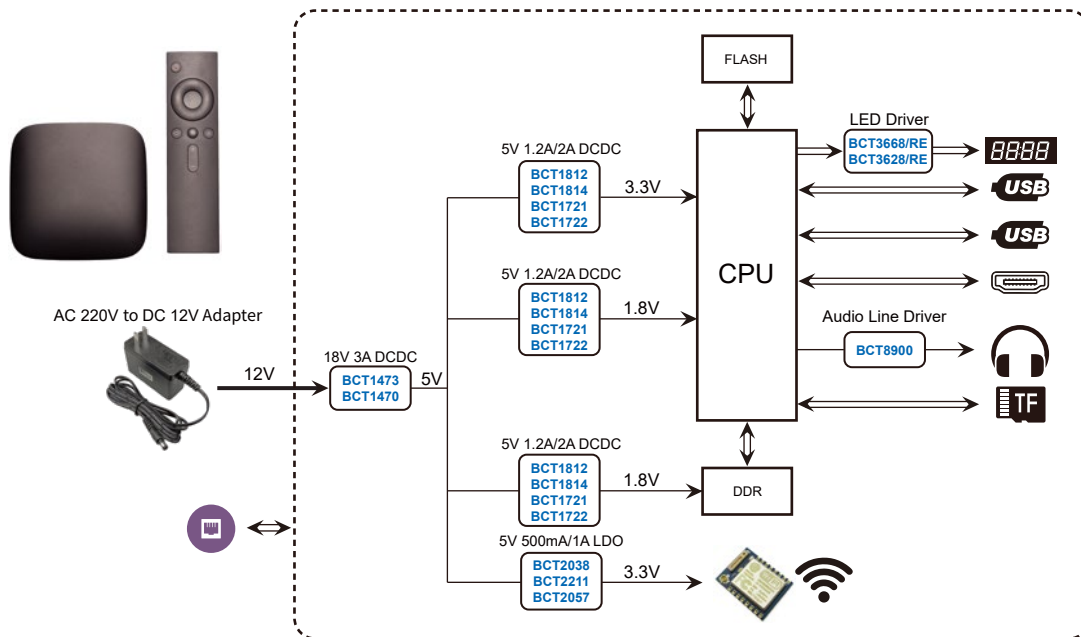 FLASH
LED Driver
BCT3668/RE
BCT3628/RE
88:88
5V 1.2A/2A DCDC
BCT1812
BCT1814
BCT1721
BCT1722
3.3V
USB
USB
CPU
5V 1.2A/2A DCDC
BCT1812
BCT1814
BCT1721
BCT1722
1.8V
Audio Line Driver
BCT8900
AC 220V to DC 12V Adapter
12V
18V 3A DCDC
BCT1473
BCT1470
5V
TF
5V 1.2A/2A DCDC
BCT1812
BCT1814
BCT1721
BCT1722
1.8V
DDR
5V 500mA/1A LDO
BCT2038
BCT2211
BCT2057
3.3V